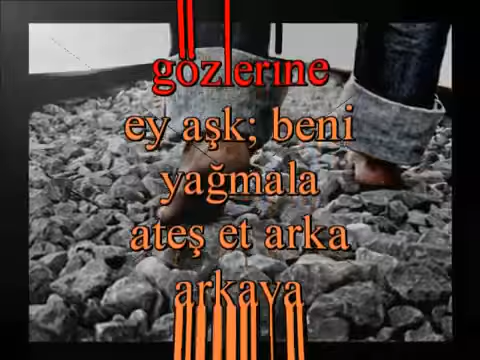 gözlerine
ey aşk; beni
yağmala
ateş et arka
arkaya